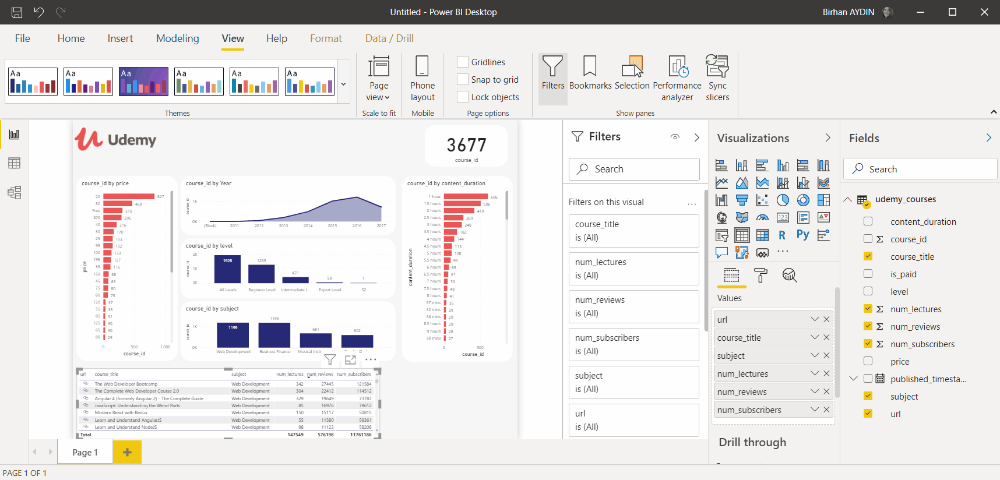 Untitled - Power BI Desktop
Birhan AYDIN
File Home Insert Modeling View Help Format Data / Drill
Aa Aa Aa Aa Aa Aa
Themes
Page view
Scale to fit
Phone layout
Mobile
Gridlines
Snap to grid
Lock objects
Page options
Filters
Bookmarks
Selection
Performance analyzer
Sync slicers
Show panes
Udemy
3677
course_id
course_id by price
price
20 827
50 468
Free 310
200 295
40 216
30 170
25 153
95 152
100 133
195 127
35 116
150 88
45 83
75 80
60 75
120 37
55 35
85 31
125 30
65 30
80 29
0 500 1,000
course_id
course_id by Year
course_id
1K
0K
(Blank) 2011 2012 2013 2014 2015 2016 2017
course_id by level
course_id
2K
1K
0K
1928 1269 421 58 1
All Levels Beginner Level Intermediate L... Expert Level 52
course_id by subject
course_id
1K
0K
1199 1195 681 602
Web Development Business Finance Musical Instr
course_id by content_duration
content_duration
1 hour 606
1.5 hours 506
2 hours 419
2.5 hours 269
3 hours 248
3.5 hours 182
4 hours 144
4.5 hours 113
5 hours 108
5.5 hours 93
6 hours 69
6.5 hours 61
7 hours 53
7.5 hours 48
8 hours 41
37 mins 35
32 mins 29
34 mins 29
8.5 hours 29
9 hours 28
38 mins 27
0 500
course_id
url course_title subject num_lectures num_reviews num_subscribers
The Web Developer Bootcamp Web Development 342 27445 121584
The Complete Web Developer Course 2.0 Web Development 304 22412 114512
Angular 4 (formerly Angular 2) - The Complete Guide Web Development 329 19649 73783
JavaScript: Understanding the Weird Parts Web Development 85 16976 79612
Modern React with Redux Web Development 150 15117 50815
Learn and Understand AngularJS Web Development 55 11580 59361
Learn and Understand NodeJS Web Development 98 11123 58208
Total 147549 576198 11761186
Filters
Search
Filters on this visual
course_title
is (All)
num_lectures
is (All)
num_reviews
is (All)
num_subscribers
is (All)
subject
is (All)
url
is (All)
Visualizations
123
R Py
Values
url
course_title
subject
num_lectures
num_reviews
num_subscribers
Drill through
Fields
Search
udemy_courses
content_duration
course_id
course_title
is_paid
level
num_lectures
num_reviews
num_subscribers
price
published_timesta...
subject
url
Page 1
PAGE 1 OF 1